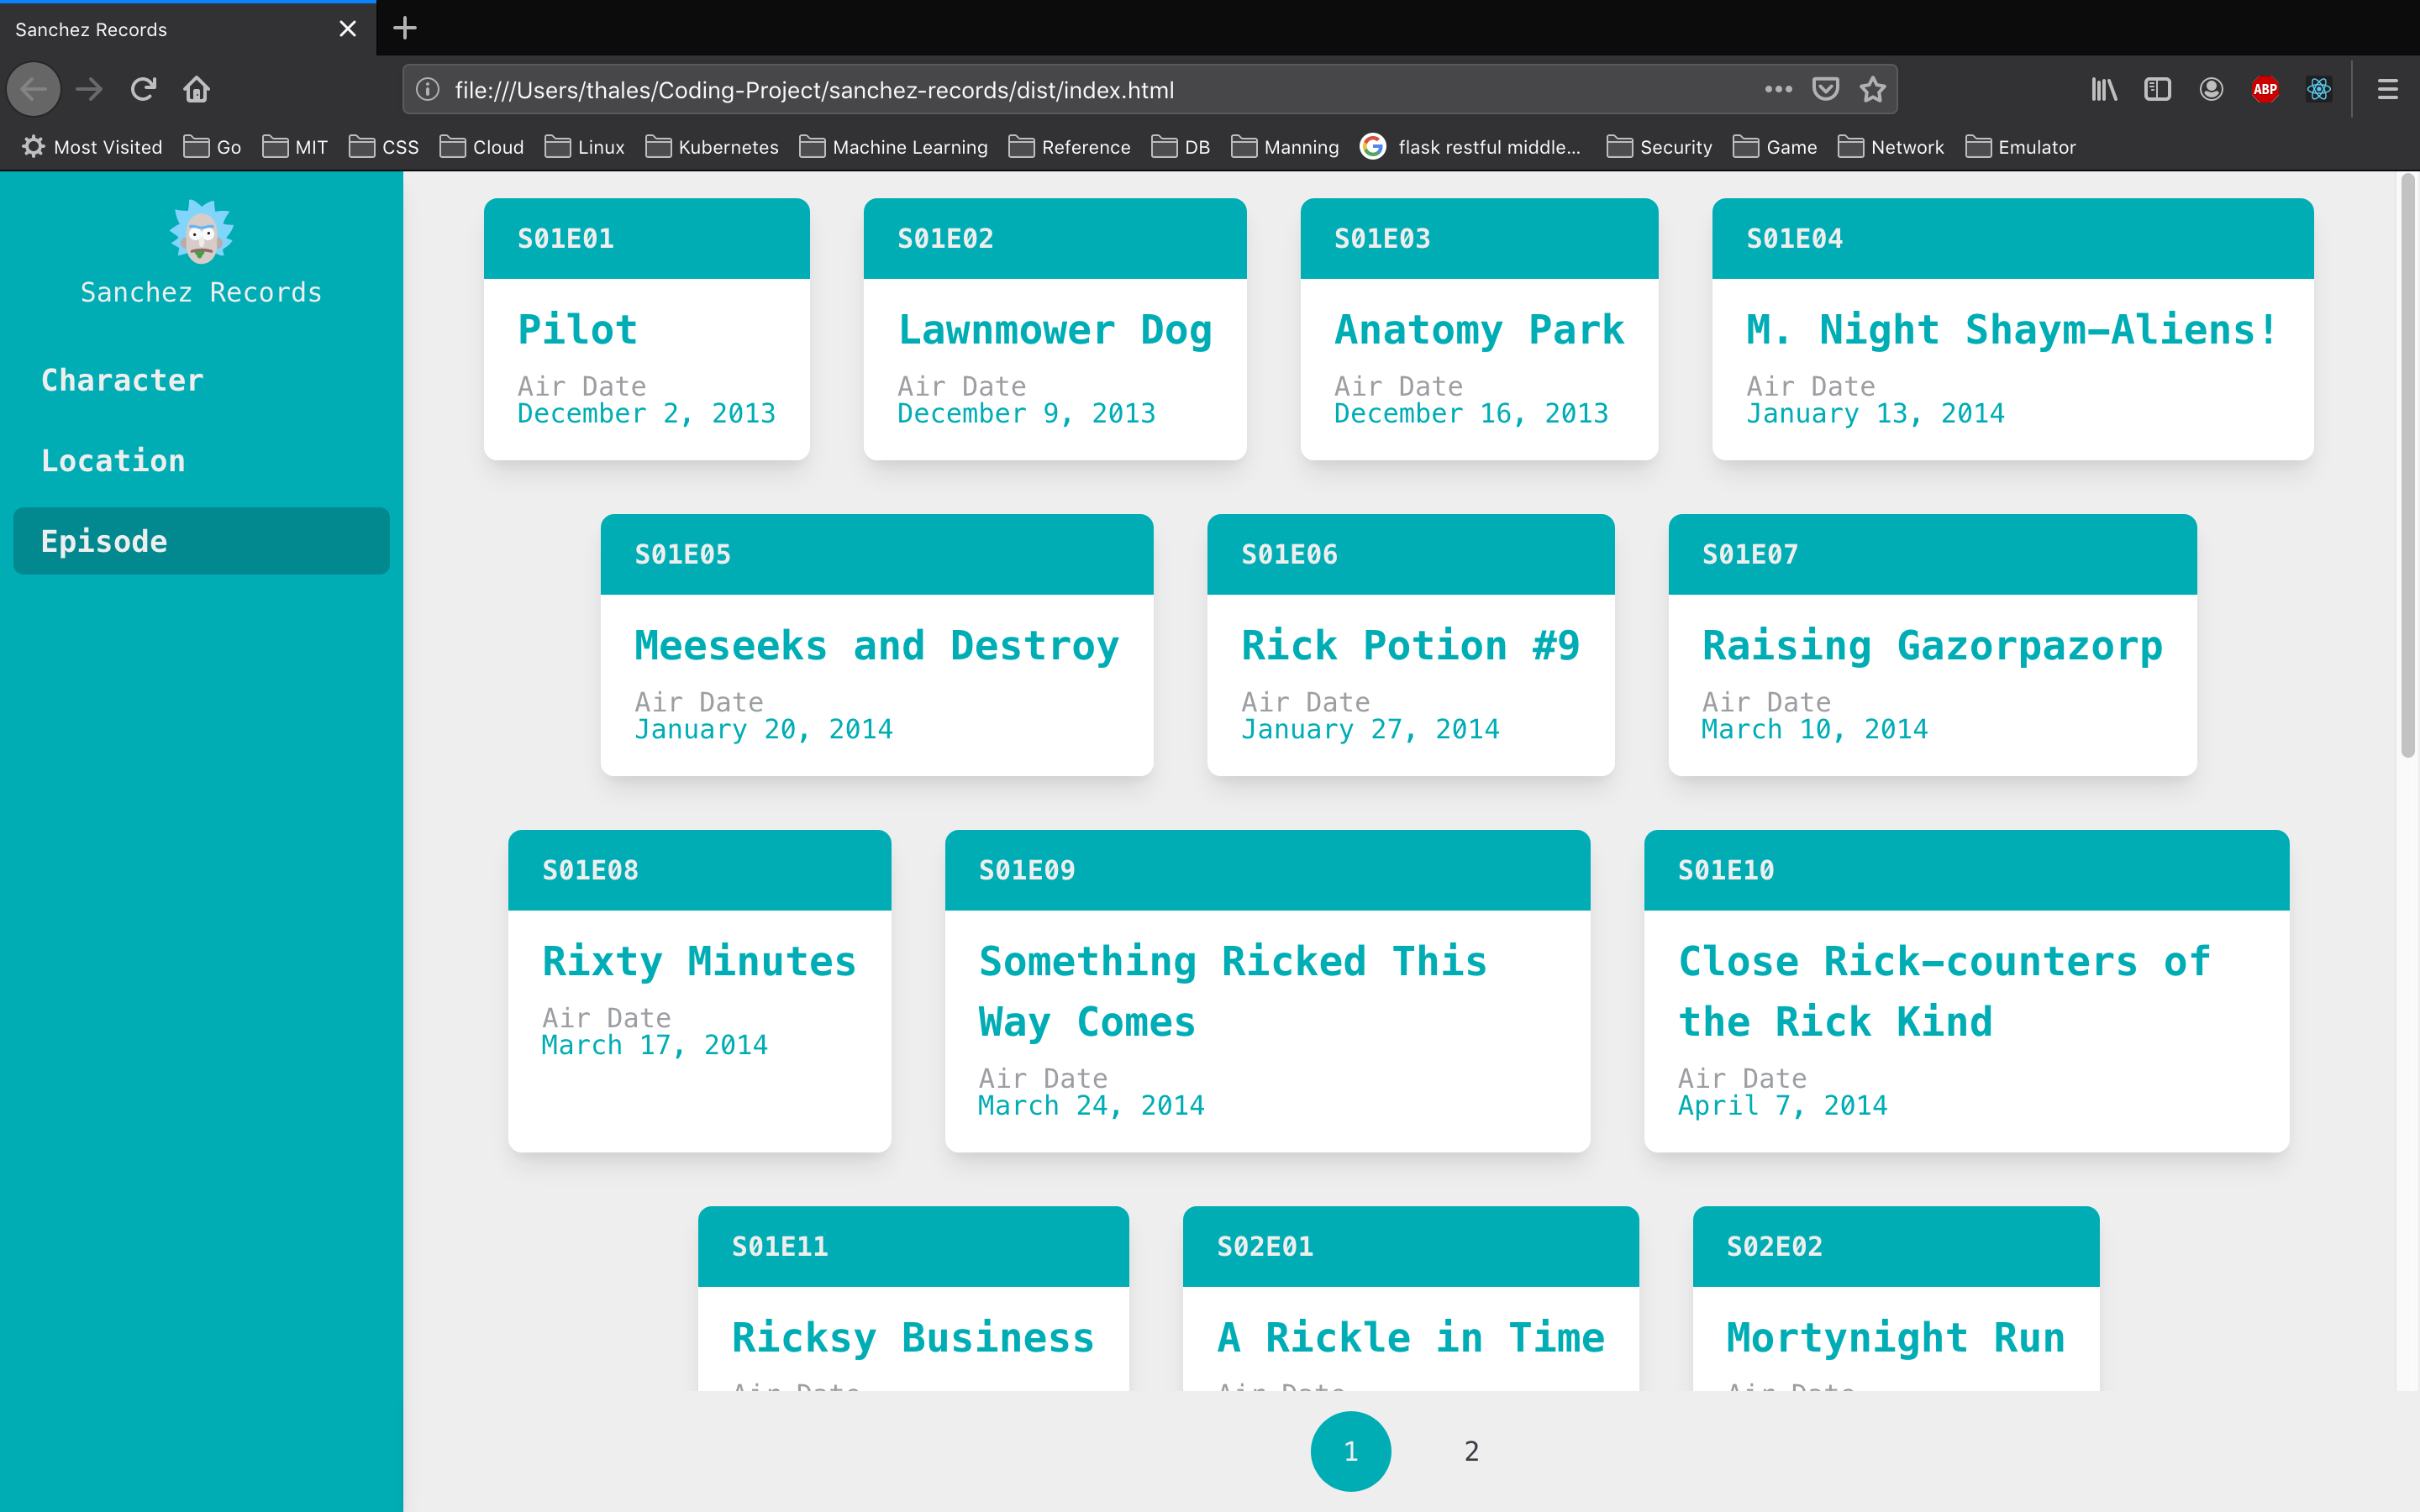 Sanchez Records
file:///Users/thales/Coding-Project/sanchez-records/dist/index.html
ABP
Most Visited Go MIT CSS Cloud Linux Kubernetes Machine Learning Reference DB Manning flask restful middle... Security Game Network Emulator
Sanchez Records
Character
Location
Episode
S01E01
Pilot
Air Date
December 2, 2013
S01E02
Lawnmower Dog
Air Date
December 9, 2013
S01E03
Anatomy Park
Air Date
December 16, 2013
S01E04
M. Night Shaym-Aliens!
Air Date
January 13, 2014
S01E05
Meeseeks and Destroy
Air Date
January 20, 2014
S01E06
Rick Potion #9
Air Date
January 27, 2014
S01E07
Raising Gazorpazorp
Air Date
March 10, 2014
S01E08
Rixty Minutes
Air Date
March 17, 2014
S01E09
Something Ricked This
Way Comes
Air Date
March 24, 2014
S01E10
Close Rick-counters of
the Rick Kind
Air Date
April 7, 2014
S01E11
Ricksy Business
Air Date
S02E01
A Rickle in Time
Air Date
S02E02
Mortynight Run
Air Date
1 2